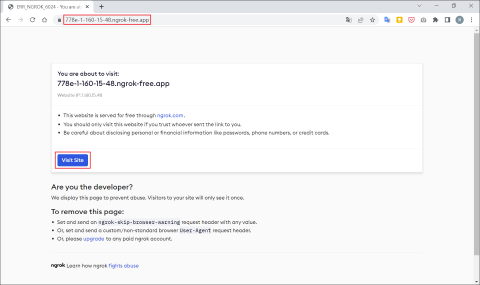 ERR_NGROK_6024 - You are a
778e-1-160-15-48.ngrok-free.app
You are about to visit:
778e-1-160-15-48.ngrok-free.app
Website IP: 1.160.15.48
This website is served for free through ngrok.com.
You should only visit this website if you trust whoever sent the link to you.
Be careful about disclosing personal or financial information like passwords, phone numbers, or credit cards.
Visit Site
Are you the developer?
We display this page to prevent abuse. Visitors to your site will only see it once.
To remove this page:
Set and send an ngrok-skip-browser-warning request header with any value.
Or, set and send a custom/non-standard browser User-Agent request header.
Or, please upgrade to any paid ngrok account.
ngrok Learn how ngrok fights abuse